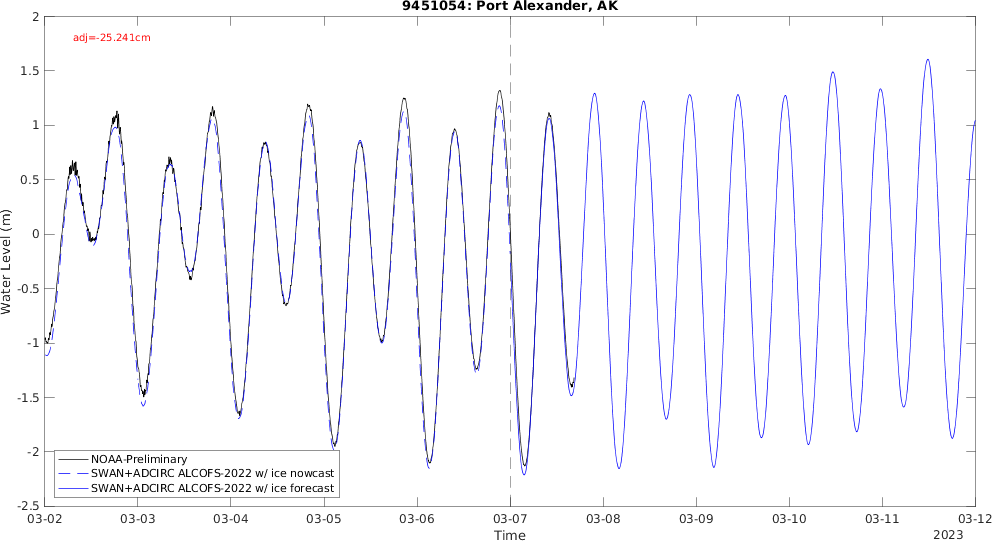 9451054: Port Alexander, AK
adj=-25.241cm
Water Level (m)
2
1.5
1
0.5
0
-0.5
-1
-1.5
-2
-2.5
NOAA-Preliminary
SWAN+ADCIRC ALCOFS-2022 w/ ice nowcast
SWAN+ADCIRC ALCOFS-2022 w/ ice forecast
03-02 03-03 03-04 03-05 03-06 03-07 03-08 03-09 03-10 03-11 03-12
Time
2023